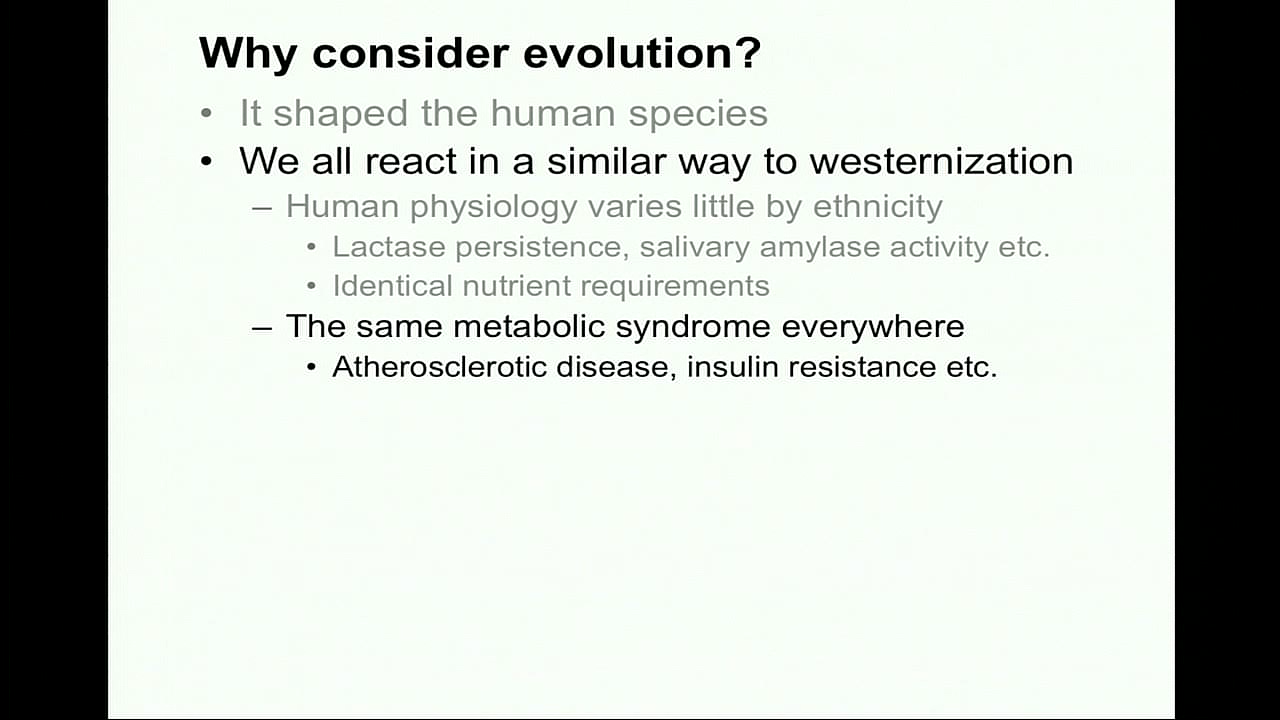 Why consider evolution?
• It shaped the human species
• We all react in a similar way to westernization
– Human physiology varies little by ethnicity
• Lactase persistence, salivary amylase activity etc.
• Identical nutrient requirements
– The same metabolic syndrome everywhere
• Atherosclerotic disease, insulin resistance etc.